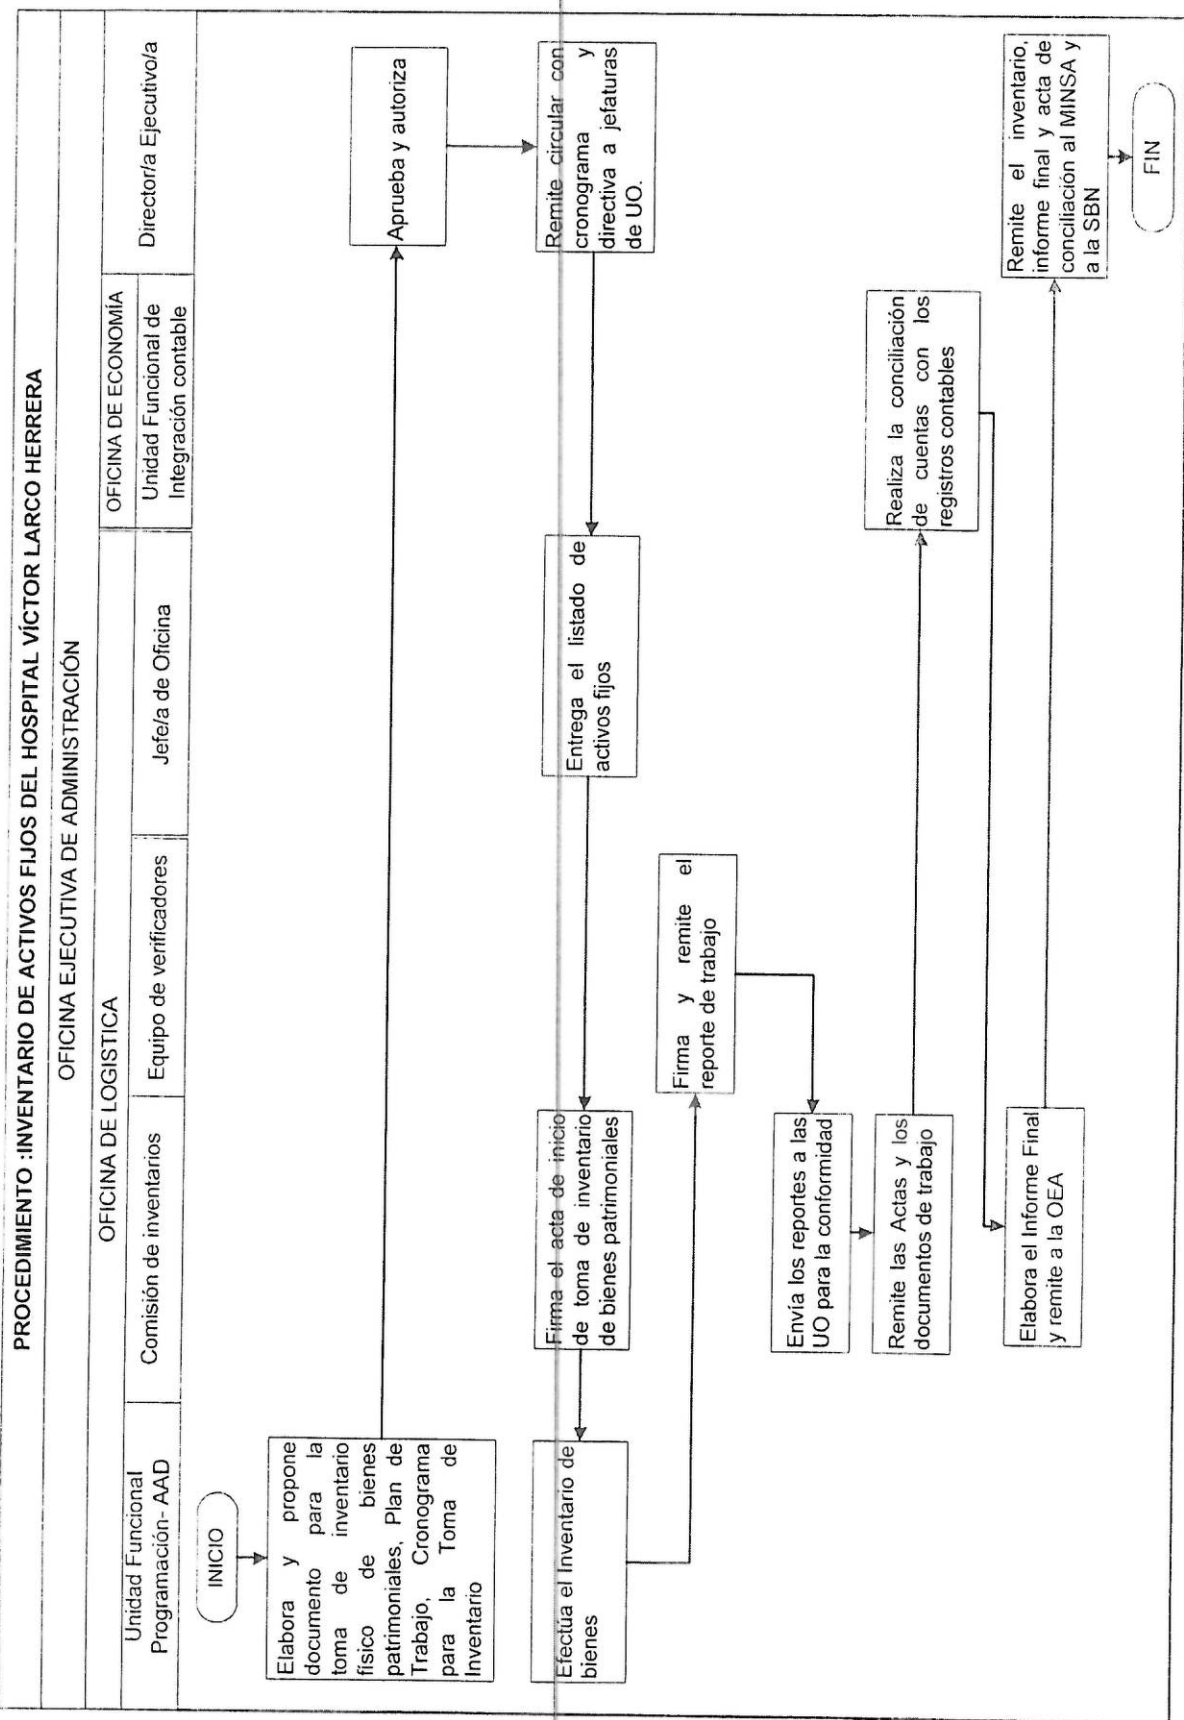 PROCEDIMIENTO :INVENTARIO DE ACTIVOS FIJOS DEL HOSPITAL VÍCTOR LARCO HERRERA
OFICINA EJECUTIVA DE ADMINISTRACIÓN
OFICINA DE LOGISTICA
OFICINA DE ECONOMÍA
Unidad Funcional
Programación- AAD
Comisión de inventarios
Equipo de verificadores
Jefe/a de Oficina
Unidad Funcional de
Integración contable
Director/a Ejecutivo/a
INICIO
Elabora y propone
documento para la
toma de inventario
físico de bienes
patrimoniales, Plan de
Trabajo, Cronograma
para la Toma de
Inventario
Aprueba y autoriza
Remite circular con
cronograma y
directiva a jefaturas
de UO.
Entrega el listado de
activos fijos
Firma el acta de inicio
de toma de inventario
de bienes patrimoniales
Efectúa el Inventario de
bienes
Firma y remite el
reporte de trabajo
Envía los reportes a las
UO para la conformidad
Remite las Actas y los
documentos de trabajo
Realiza la conciliación
de cuentas con los
registros contables
Elabora el Informe Final
y remite a la OEA
Remite el inventario,
informe final y acta de
conciliación al MINSA y
a la SBN
FIN